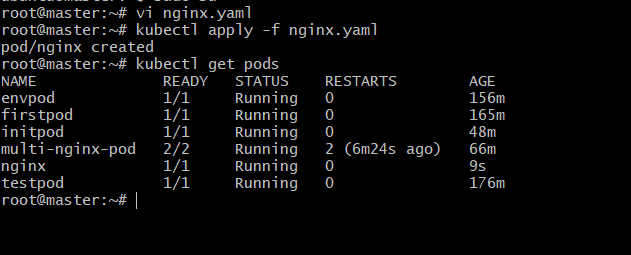 root@master:~# vi nginx.yaml
root@master:~# kubectl apply -f nginx.yaml
pod/nginx created
root@master:~# kubectl get pods
NAME READY STATUS RESTARTS AGE
envpod 1/1 Running 0 156m
firstpod 1/1 Running 0 165m
initpod 1/1 Running 0 48m
multi-nginx-pod 2/2 Running 2 (6m24s ago) 66m
nginx 1/1 Running 0 9s
testpod 1/1 Running 0 176m
root@master:~#